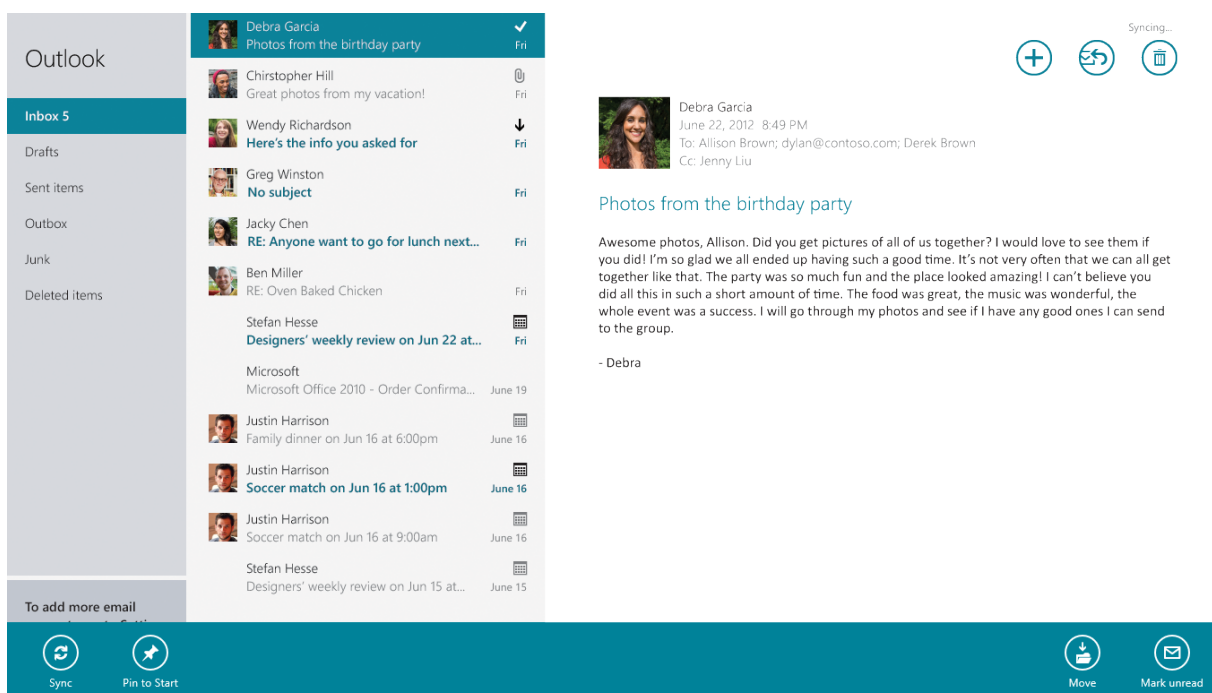 Outlook
Inbox 5
Drafts
Sent items
Outbox
Junk
Deleted items
To add more email
Debra Garcia
Photos from the birthday party
Fri
Chirstopher Hill
Great photos from my vacation!
Fri
Wendy Richardson
Here's the info you asked for
Fri
Greg Winston
No subject
Fri
Jacky Chen
RE: Anyone want to go for lunch next...
Fri
Ben Miller
RE: Oven Baked Chicken
Fri
Stefan Hesse
Designers' weekly review on Jun 22 at...
Fri
Microsoft
Microsoft Office 2010 - Order Confirma...
June 19
Justin Harrison
Family dinner on Jun 16 at 6:00pm
June 16
Justin Harrison
Soccer match on Jun 16 at 1:00pm
June 16
Justin Harrison
Soccer match on Jun 16 at 9:00am
June 16
Stefan Hesse
Designers' weekly review on Jun 15 at...
June 15
Syncing...
Debra Garcia
June 22, 2012 8:49 PM
To: Allison Brown; dylan@contoso.com; Derek Brown
Cc: Jenny Liu
Photos from the birthday party
Awesome photos, Allison. Did you get pictures of all of us together? I would love to see them if
you did! I'm so glad we all ended up having such a good time. It's not very often that we can all get
together like that. The party was so much fun and the place looked amazing! I can't believe you
did all this in such a short amount of time. The food was great, the music was wonderful, the
whole event was a success. I will go through my photos and see if I have any good ones I can send
to the group.
- Debra
Sync
Pin to Start
Move
Mark unread